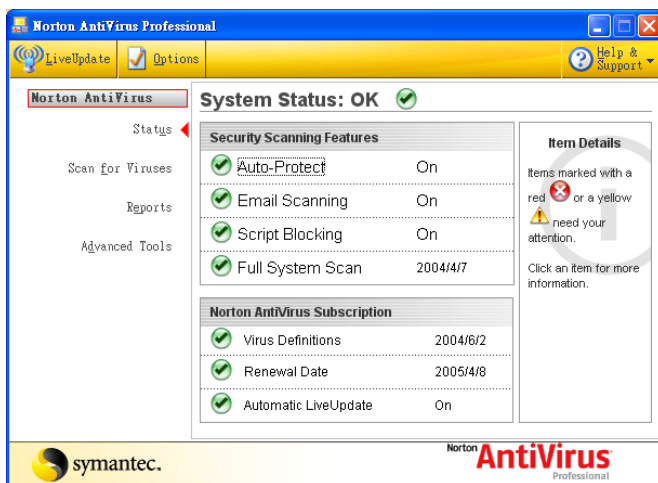 Norton AntiVirus Professional
LiveUpdate
Options
Help &
Support
Norton AntiVirus
Status
Scan for Viruses
Reports
Advanced Tools
System Status: OK
Security Scanning Features
Auto-Protect On
Email Scanning On
Script Blocking On
Full System Scan 2004/4/7
Norton AntiVirus Subscription
Virus Definitions 2004/6/2
Renewal Date 2005/4/8
Automatic LiveUpdate On
Item Details
Items marked with a
red or a yellow
need your
attention.
Click an item for more
information.
symantec.
Norton AntiVirus
Professional